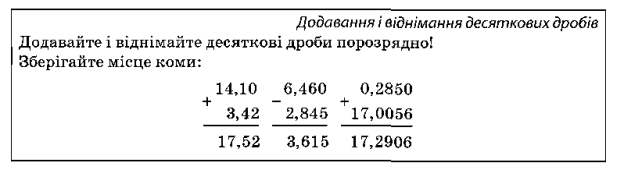 Додавання і віднімання десяткових дробів
Додавайте і віднімайте десяткові дроби порозрядно!
Зберігайте місце коми:
14,10 6,460 0,2850
+ − +
3,42 2,845 17,0056
17,52 3,615 17,2906